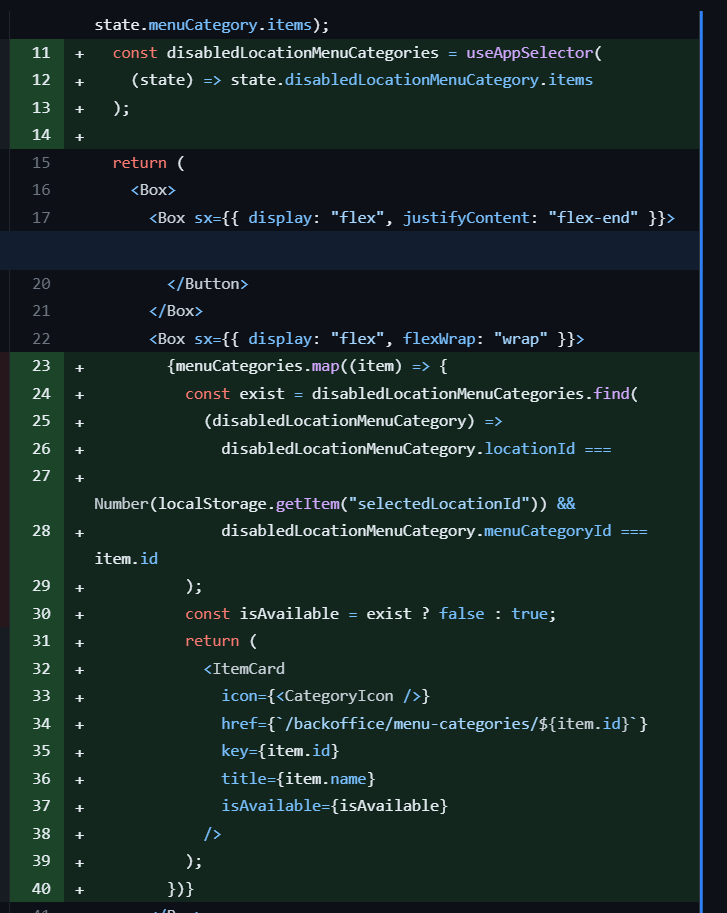 state.menuCategory.items);
11 + const disabledLocationMenuCategories = useAppSelector(
12 + (state) => state.disabledLocationMenuCategory.items
13 + );
14 +
15 return (
16 <Box>
17 <Box sx={{ display: "flex", justifyContent: "flex-end" }}>
20 </Button>
21 </Box>
22 <Box sx={{ display: "flex", flexWrap: "wrap" }}>
23 + {menuCategories.map((item) => {
24 + const exist = disabledLocationMenuCategories.find(
25 + (disabledLocationMenuCategory) =>
26 + disabledLocationMenuCategory.locationId ===
27 +
Number(localStorage.getItem("selectedLocationId")) &&
28 + disabledLocationMenuCategory.menuCategoryId ===
item.id
29 + );
30 + const isAvailable = exist ? false : true;
31 + return (
32 + <ItemCard
33 + icon={<CategoryIcon />}
34 + href={`/backoffice/menu-categories/${item.id}`}
35 + key={item.id}
36 + title={item.name}
37 + isAvailable={isAvailable}
38 + />
39 + );
40 + })}